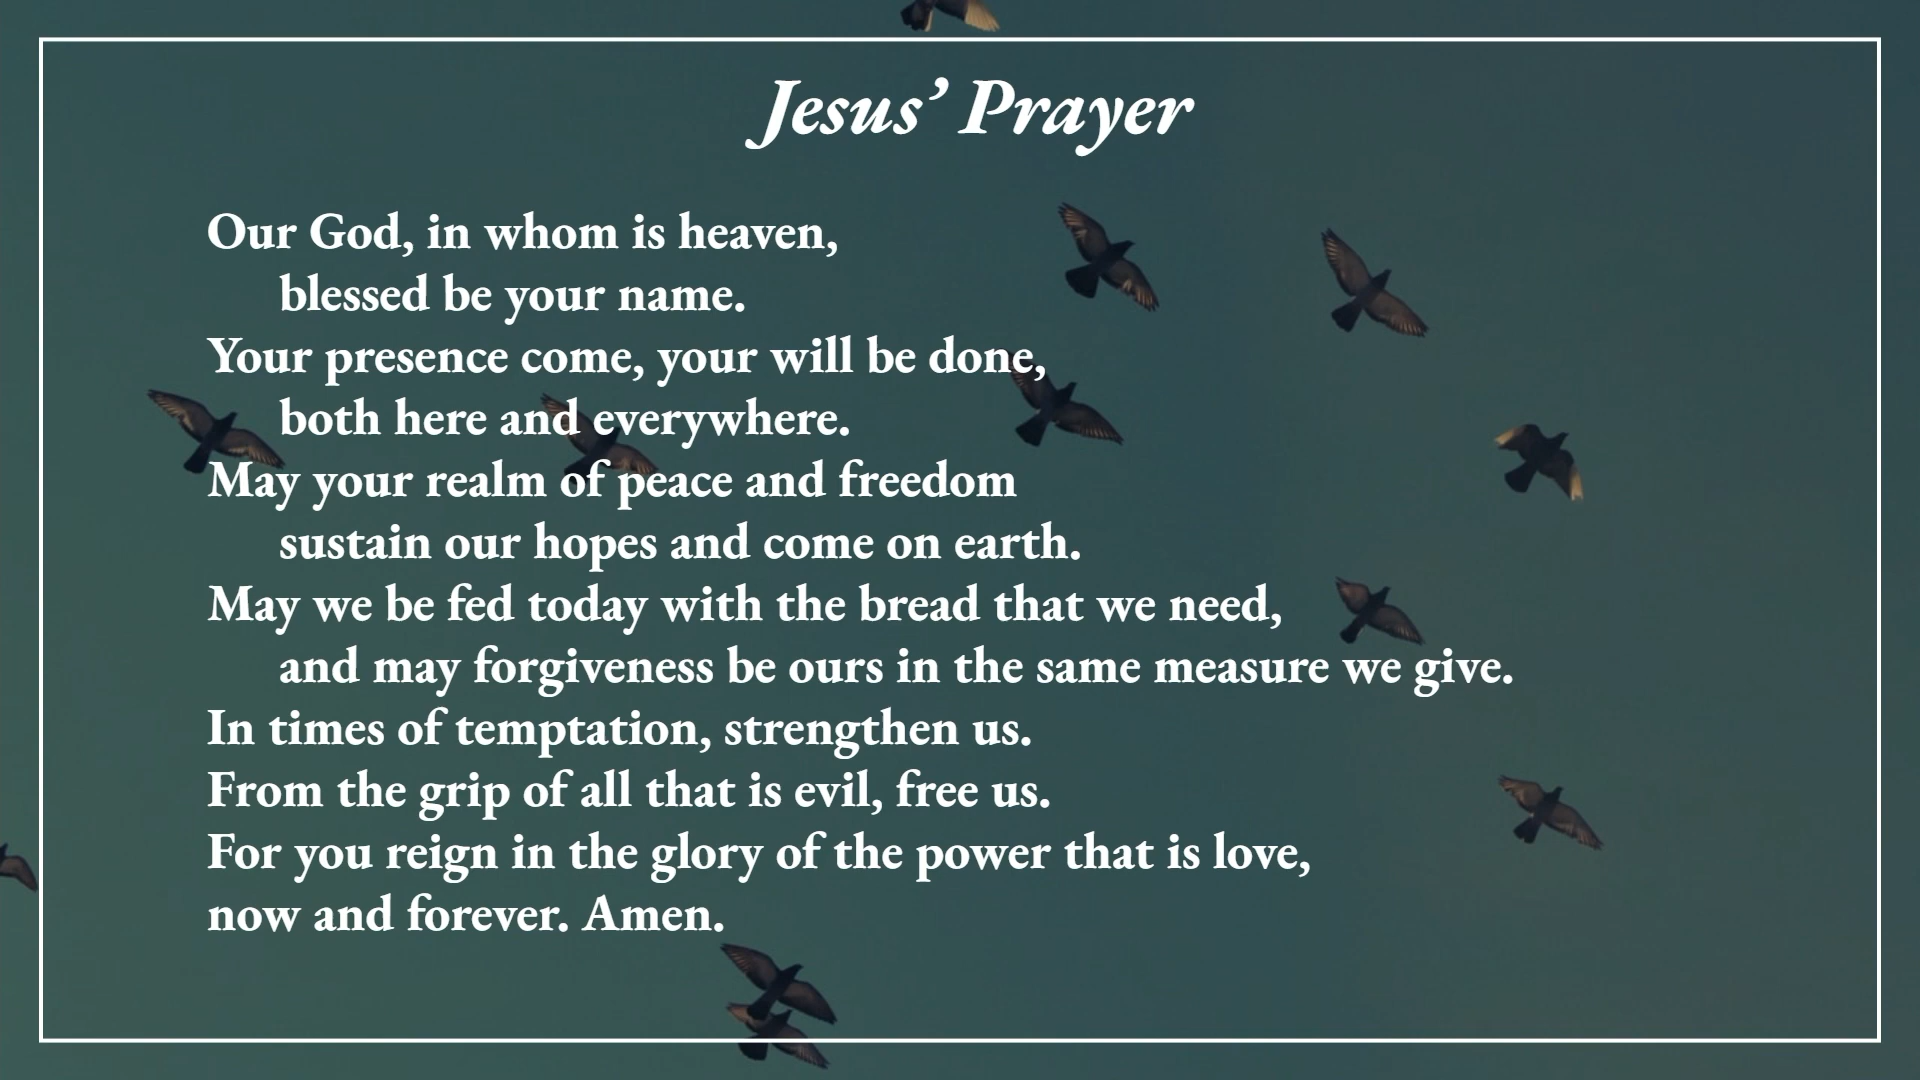 Jesus’ Prayer
Our God, in whom is heaven,
blessed be your name.
Your presence come, your will be done,
both here and everywhere.
May your realm of peace and freedom
sustain our hopes and come on earth.
May we be fed today with the bread that we need,
and may forgiveness be ours in the same measure we give.
In times of temptation, strengthen us.
From the grip of all that is evil, free us.
For you reign in the glory of the power that is love,
now and forever. Amen.